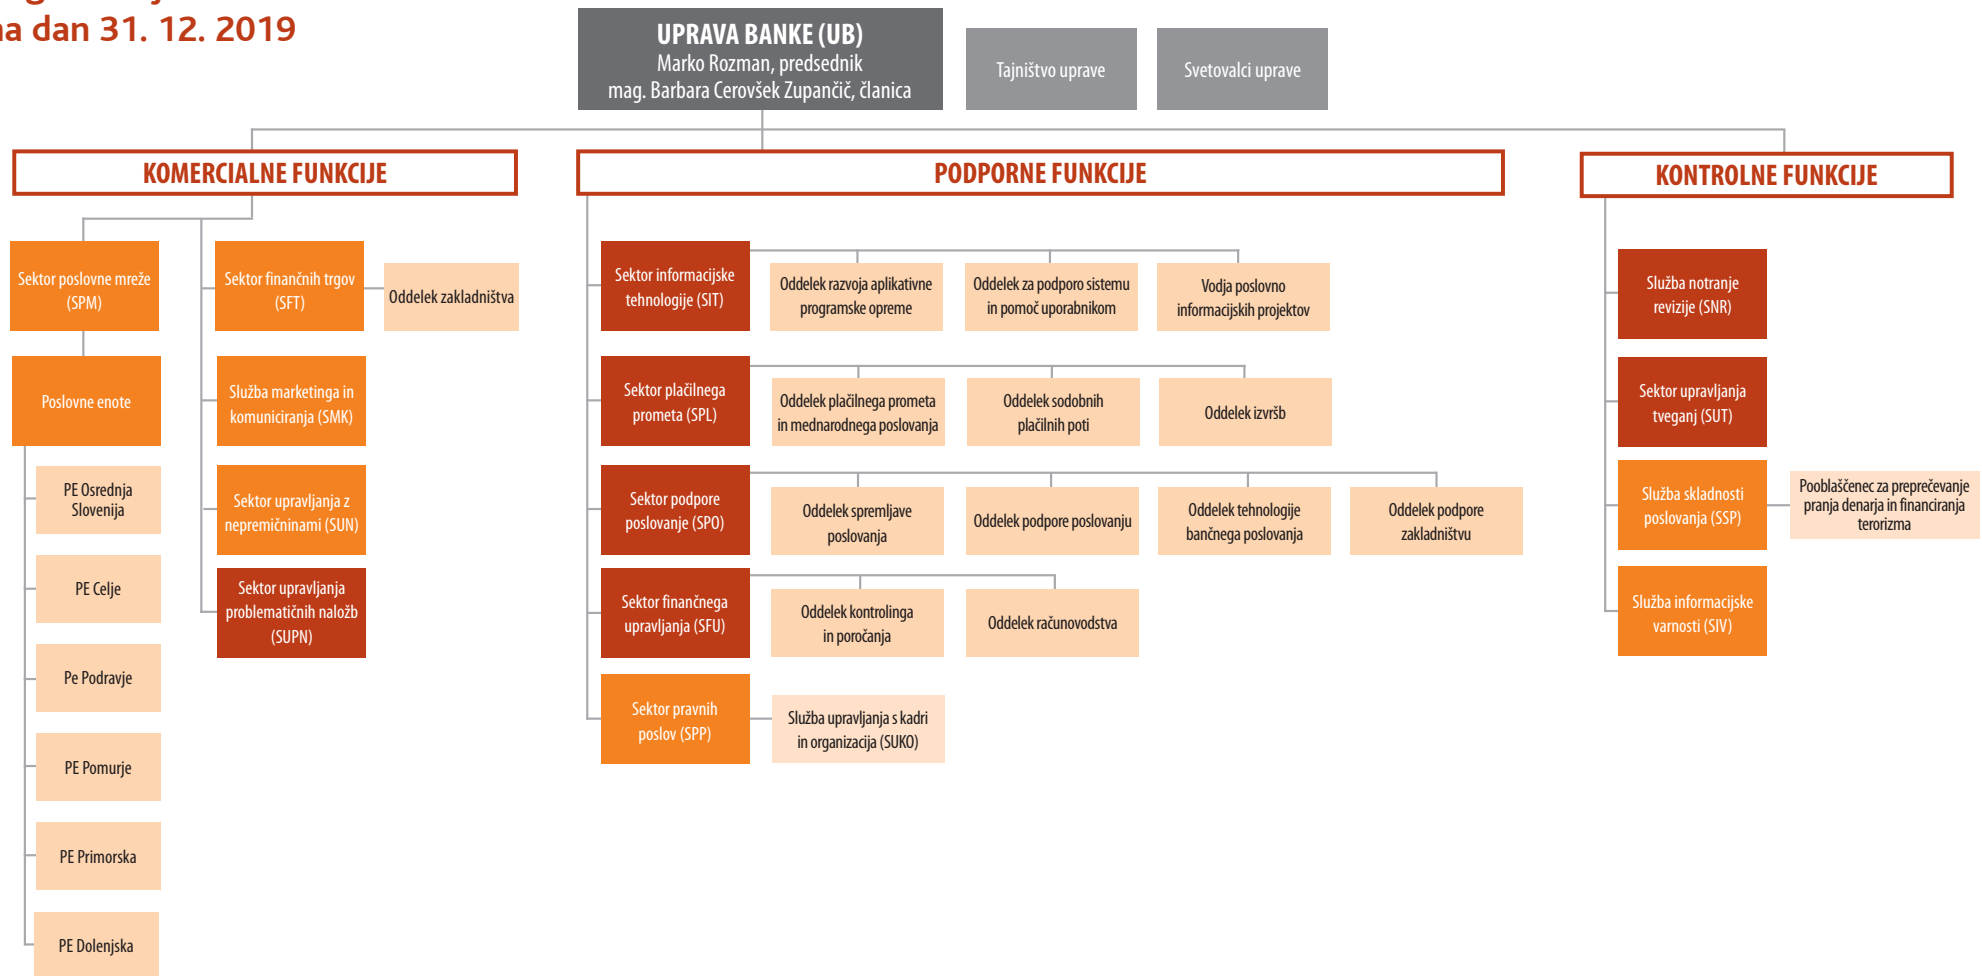 na dan 31. 12. 2019
UPRAVA BANKE (UB)
Marko Rozman, predsednik
mag. Barbara Cerovšek Zupančič, članica
Tajništvo uprave
Svetovalci uprave
KOMERCIALNE FUNKCIJE
PODPORNE FUNKCIJE
KONTROLNE FUNKCIJE
Sektor poslovne mreže
(SPM)
Poslovne enote
PE Osrednja
Slovenija
PE Celje
Pe Podravje
PE Pomurje
PE Primorska
PE Dolenjska
Sektor finančnih trgov
(SFT)
Oddelek zakladništva
Služba marketinga in
komuniciranja (SMK)
Sektor upravljanja z
nepremičninami (SUN)
Sektor upravljanja
problematičnih naložb
(SUPN)
Sektor informacijske
tehnologije (SIT)
Oddelek razvoja aplikativne
programske opreme
Oddelek za podporo sistemu
in pomoč uporabnikom
Vodja poslovno
informacijskih projektov
Sektor plačilnega
prometa (SPL)
Oddelek plačilnega prometa
in mednarodnega poslovanja
Oddelek sodobnih
plačilnih poti
Oddelek izvršb
Sektor podpore
poslovanje (SPO)
Oddelek spremljave
poslovanja
Oddelek podpore poslovanju
Oddelek tehnologije
bančnega poslovanja
Oddelek podpore
zakladništvu
Sektor finančnega
upravljanja (SFU)
Oddelek kontrolinga
in poročanja
Oddelek računovodstva
Sektor pravnih
poslov (SPP)
Služba upravljanja s kadri
in organizacija (SUKO)
Služba notranje
revizije (SNR)
Sektor upravljanja
tveganj (SUT)
Služba skladnosti
poslovanja (SSP)
Pooblaščenec za preprečevanje
pranja denarja in financiranja
terorizma
Služba informacijske
varnosti (SIV)